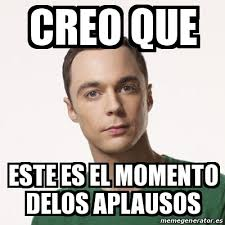 CREO QUE
ESTE ES EL MOMENTO
DELOS APLAUSOS
memegenerator.es